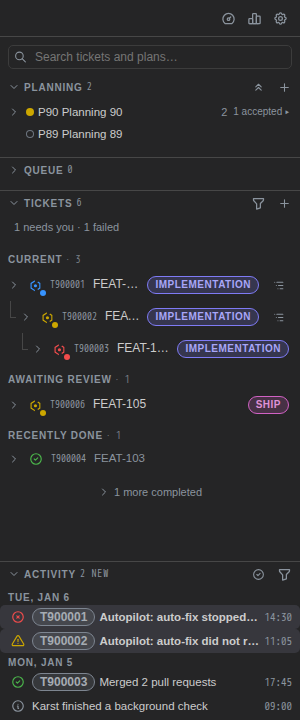 Search tickets and plans…
PLANNING 2
P90 Planning 90 2 1 accepted ▸
P89 Planning 89
QUEUE 0
TICKETS 6
1 needs you · 1 failed
CURRENT · 3
T900001 FEAT-… IMPLEMENTATION
T900002 FEA… IMPLEMENTATION
T900003 FEAT-1… IMPLEMENTATION
AWAITING REVIEW · 1
T900006 FEAT-105 SHIP
RECENTLY DONE · 1
T900004 FEAT-103
1 more completed
ACTIVITY 2 NEW
TUE, JAN 6
T900001 Autopilot: auto-fix stopped… 14:30
T900002 Autopilot: auto-fix did not r… 11:05
MON, JAN 5
T900003 Merged 2 pull requests 17:45
Karst finished a background check 09:00